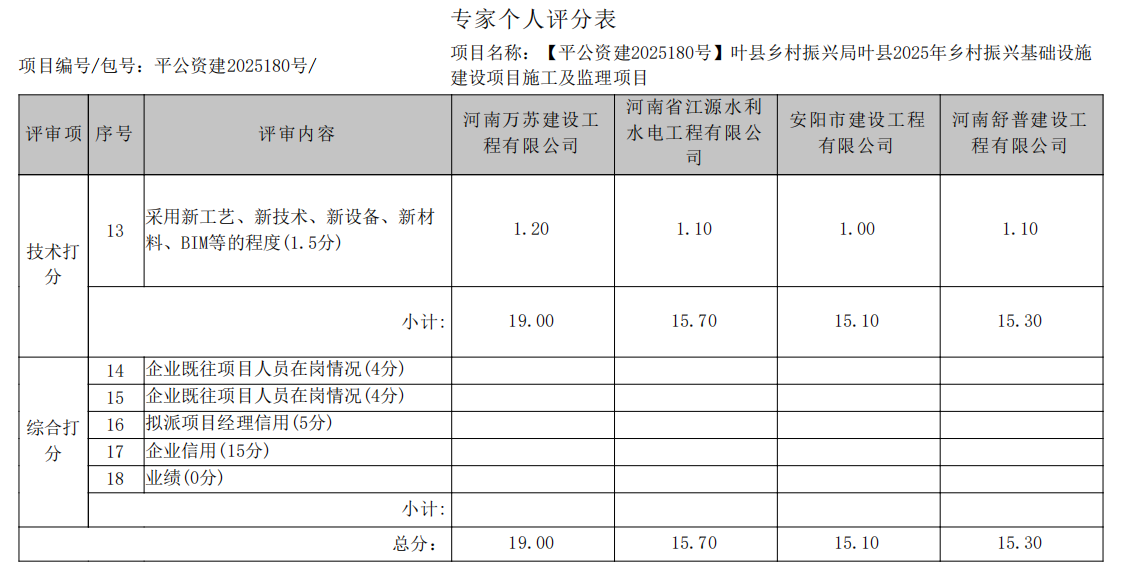 专家个人评分表
项目编号/包号：平公资建2025180号/
项目名称：【平公资建2025180号】叶县乡村振兴局叶县2025年乡村振兴基础设施
建设项目施工及监理项目
评审项 序号 评审内容 河南万苏建设工程有限公司 河南省江源水利水电工程有限公司 安阳市建设工程有限公司 河南舒普建设工程有限公司
技术打分
13 采用新工艺、新技术、新设备、新材料、BIM等的程度(1.5分) 1.20 1.10 1.00 1.10
小计: 19.00 15.70 15.10 15.30
综合打分
14 企业既往项目人员在岗情况(4分)
15 企业既往项目人员在岗情况(4分)
16 拟派项目经理信用(5分)
17 企业信用(15分)
18 业绩(0分)
小计:
总分: 19.00 15.70 15.10 15.30